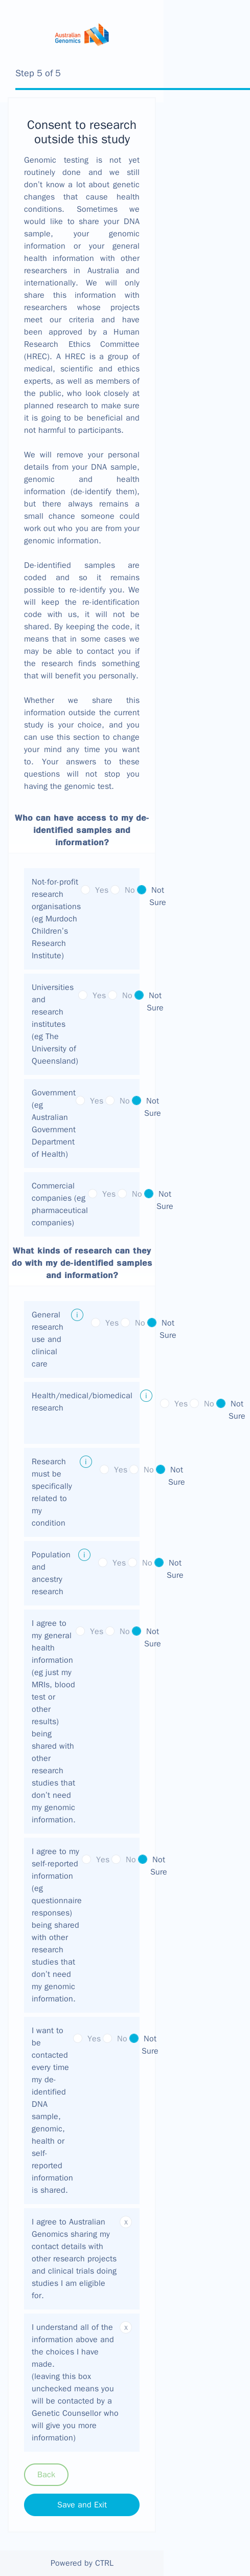 Australian
Genomics
Step 5 of 5
Consent to research
outside this study
Genomic testing is not yet
routinely done and we still
don't know a lot about genetic
changes that cause health
conditions. Sometimes we
would like to share your DNA
sample, your genomic
information or your general
health information with other
researchers in Australia and
internationally. We will only
share this information with
researchers whose projects
meet our criteria and have
been approved by a Human
Research Ethics Committee
(HREC). A HREC is a group of
medical, scientific and ethics
experts, as well as members of
the public, who look closely at
planned research to make sure
it is going to be beneficial and
not harmful to participants.
We will remove your personal
details from your DNA sample,
genomic and health
information (de-identify them),
but there always remains a
small chance someone could
work out who you are from your
genomic information.
De-identified samples are
coded and so it remains
possible to re-identify you. We
will keep the re-identification
code with us, it will not be
shared. By keeping the code, it
means that in some cases we
may be able to contact you if
the research finds something
that will benefit you personally.
Whether we share this
information outside the current
study is your choice, and you
can use this section to change
your mind any time you want
to. Your answers to these
questions will not stop you
having the genomic test.
Who can have access to my de-
identified samples and
information?
Not-for-profit
research
organisations
(eg Murdoch
Children's
Research
Institute)
Yes No Not
Sure
Universities
and
research
institutes
(eg The
University of
Queensland)
Yes No Not
Sure
Government
(eg
Australian
Government
Department
of Health)
Yes No Not
Sure
Commercial
companies (eg
pharmaceutical
companies)
Yes No Not
Sure
What kinds of research can they
do with my de-identified samples
and information?
General
research
use and
clinical
care
i
Yes No Not
Sure
Health/medical/biomedical
research
i
Yes No Not
Sure
Research
must be
specifically
related to
my
condition
i
Yes No Not
Sure
Population
and
ancestry
research
i
Yes No Not
Sure
I agree to
my general
health
information
(eg just my
MRIs, blood
test or
other
results)
being
shared with
other
research
studies that
don't need
my genomic
information.
Yes No Not
Sure
I agree to my
self-reported
information
(eg
questionnaire
responses)
being shared
with other
research
studies that
don't need
my genomic
information.
Yes No Not
Sure
I want to
be
contacted
every time
my de-
identified
DNA
sample,
genomic,
health or
self-
reported
information
is shared.
Yes No Not
Sure
I agree to Australian
Genomics sharing my
contact details with
other research projects
and clinical trials doing
studies I am eligible
for.
x
I understand all of the
information above and
the choices I have
made.
(leaving this box
unchecked means you
will be contacted by a
Genetic Counsellor who
will give you more
information)
x
Back
Save and Exit
Powered by CTRL